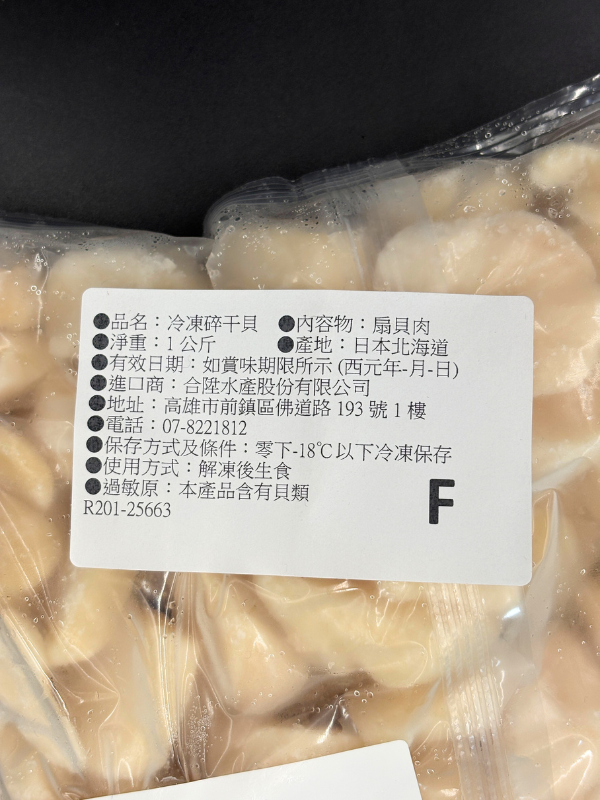 ●品名：冷凍碎干貝 ●內容物：扇貝肉
●淨重：1公斤 ●產地：日本北海道
●有效日期：如賞味期限所示 (西元年-月-日)
●進口商：合陞水產股份有限公司
●地址：高雄市前鎮區佛道路 193 號 1 樓
●電話：07-8221812
●保存方式及條件：零下-18℃以下冷凍保存
●使用方式：解凍後生食
●過敏原：本產品含有貝類
R201-25663
F